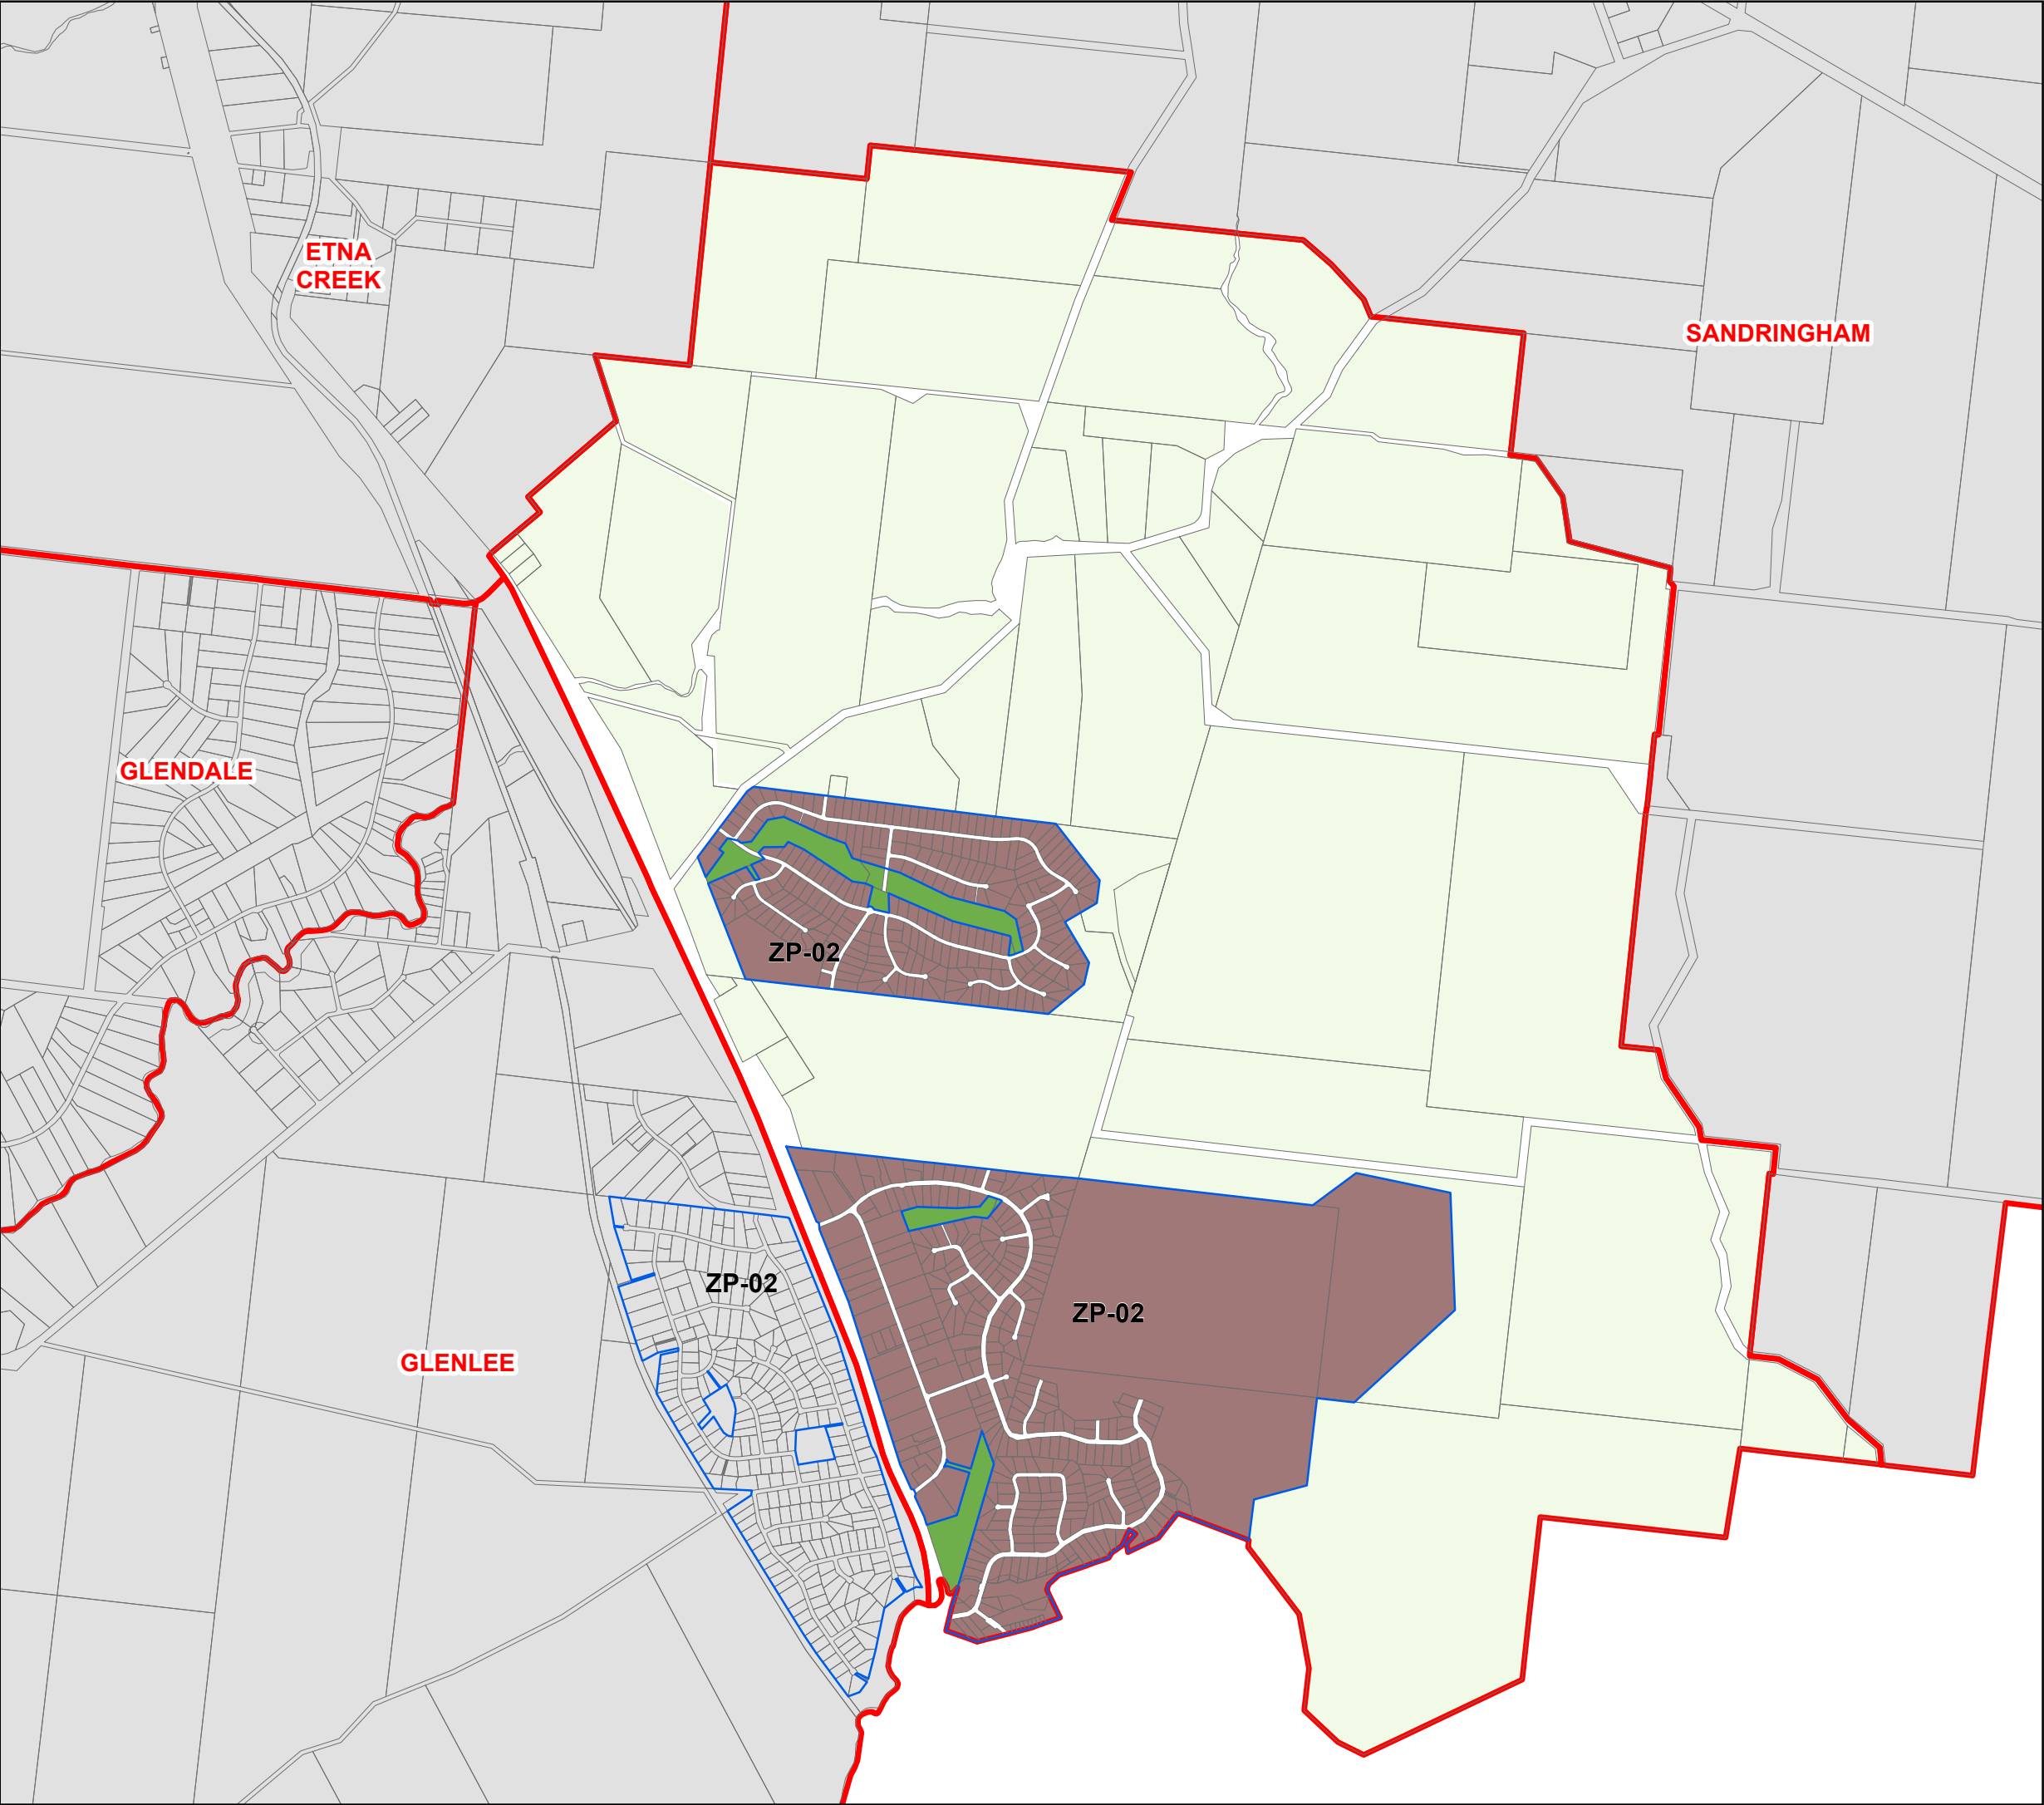 ETNA
CREEK
SANDRINGHAM
GLENDALE
ZP-02
ZP-02
ZP-02
GLENLEE